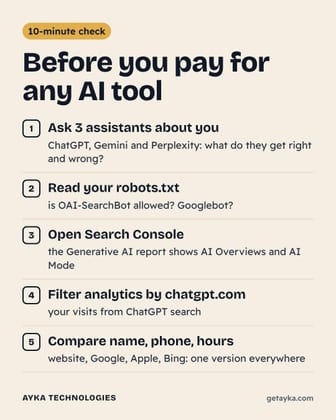 10-minute check
Before you pay for
any AI tool
1 Ask 3 assistants about you
ChatGPT, Gemini and Perplexity: what do they get right
and wrong?
2 Read your robots.txt
is OAI-SearchBot allowed? Googlebot?
3 Open Search Console
the Generative AI report shows AI Overviews and AI
Mode
4 Filter analytics by chatgpt.com
your visits from ChatGPT search
5 Compare name, phone, hours
website, Google, Apple, Bing: one version everywhere
AYKA TECHNOLOGIES getayka.com